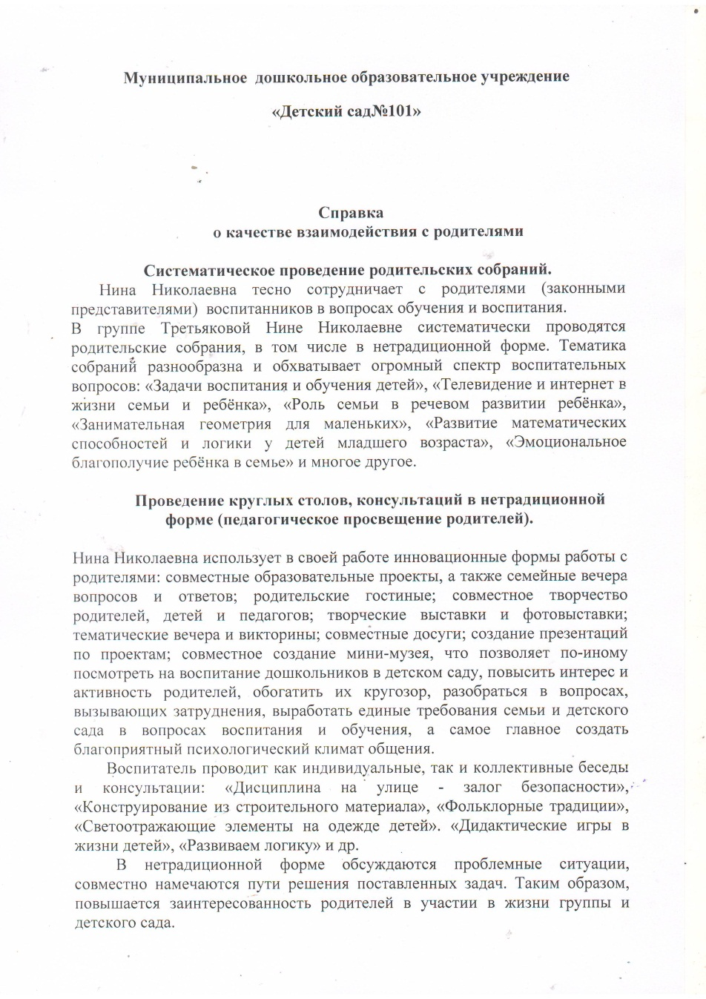 Муниципальное дошкольное образовательное учреждение
«Детский сад№101»
Справка
о качестве взаимодействия с родителями
Систематическое проведение родительских собраний.
Нина Николаевна тесно сотрудничает с родителями (законными
представителями) воспитанников в вопросах обучения и воспитания.
В группе Третьяковой Нине Николаевне систематически проводятся
родительские собрания, в том числе в нетрадиционной форме. Тематика
собраний разнообразна и обхватывает огромный спектр воспитательных
вопросов: «Задачи воспитания и обучения детей», «Телевидение и интернет в
жизни семьи и ребёнка», «Роль семьи в речевом развитии ребёнка»,
«Занимательная геометрия для маленьких», «Развитие математических
способностей и логики у детей младшего возраста», «Эмоциональное
благополучие ребёнка в семье» и многое другое.
Проведение круглых столов, консультаций в нетрадиционной
форме (педагогическое просвещение родителей).
Нина Николаевна использует в своей работе инновационные формы работы с
родителями: совместные образовательные проекты, а также семейные вечера
вопросов и ответов; родительские гостиные; совместное творчество
родителей, детей и педагогов; творческие выставки и фотовыставки;
тематические вечера и викторины; совместные досуги; создание презентаций
по проектам; совместное создание мини-музея, что позволяет по-иному
посмотреть на воспитание дошкольников в детском саду, повысить интерес и
активность родителей, обогатить их кругозор, разобраться в вопросах,
вызывающих затруднения, выработать единые требования семьи и детского
сада в вопросах воспитания и обучения, а самое главное создать
благоприятный психологический климат общения.
Воспитатель проводит как индивидуальные, так и коллективные беседы
и консультации: «Дисциплина на улице - залог безопасности»,
«Конструирование из строительного материала», «Фольклорные традиции»,
«Светоотражающие элементы на одежде детей». «Дидактические игры в
жизни детей», «Развиваем логику» и др.
В нетрадиционной форме обсуждаются проблемные ситуации,
совместно намечаются пути решения поставленных задач. Таким образом,
повышается заинтересованность родителей в участии в жизни группы и
детского сада.